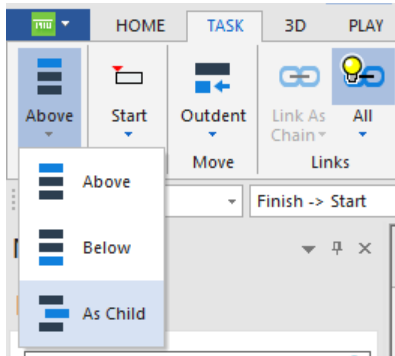 HOME TASK 3D PLAY
Above Start Outdent Link As Chain All
Move Links
Above
Finish -> Start
Below
As Child